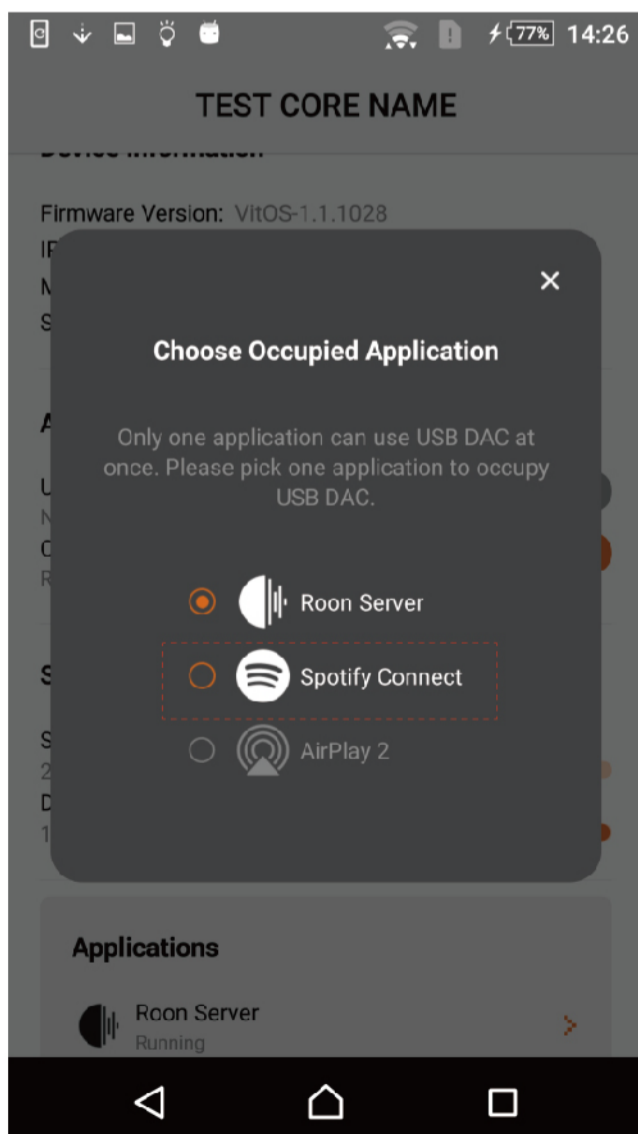 77% 14:26
TEST CORE NAME
Device Information
Firmware Version: VitOS-1.1.1028
Choose Occupied Application
Only one application can use USB DAC at
once. Please pick one application to occupy
USB DAC.
Roon Server
Spotify Connect
AirPlay 2
Applications
Roon Server
Running